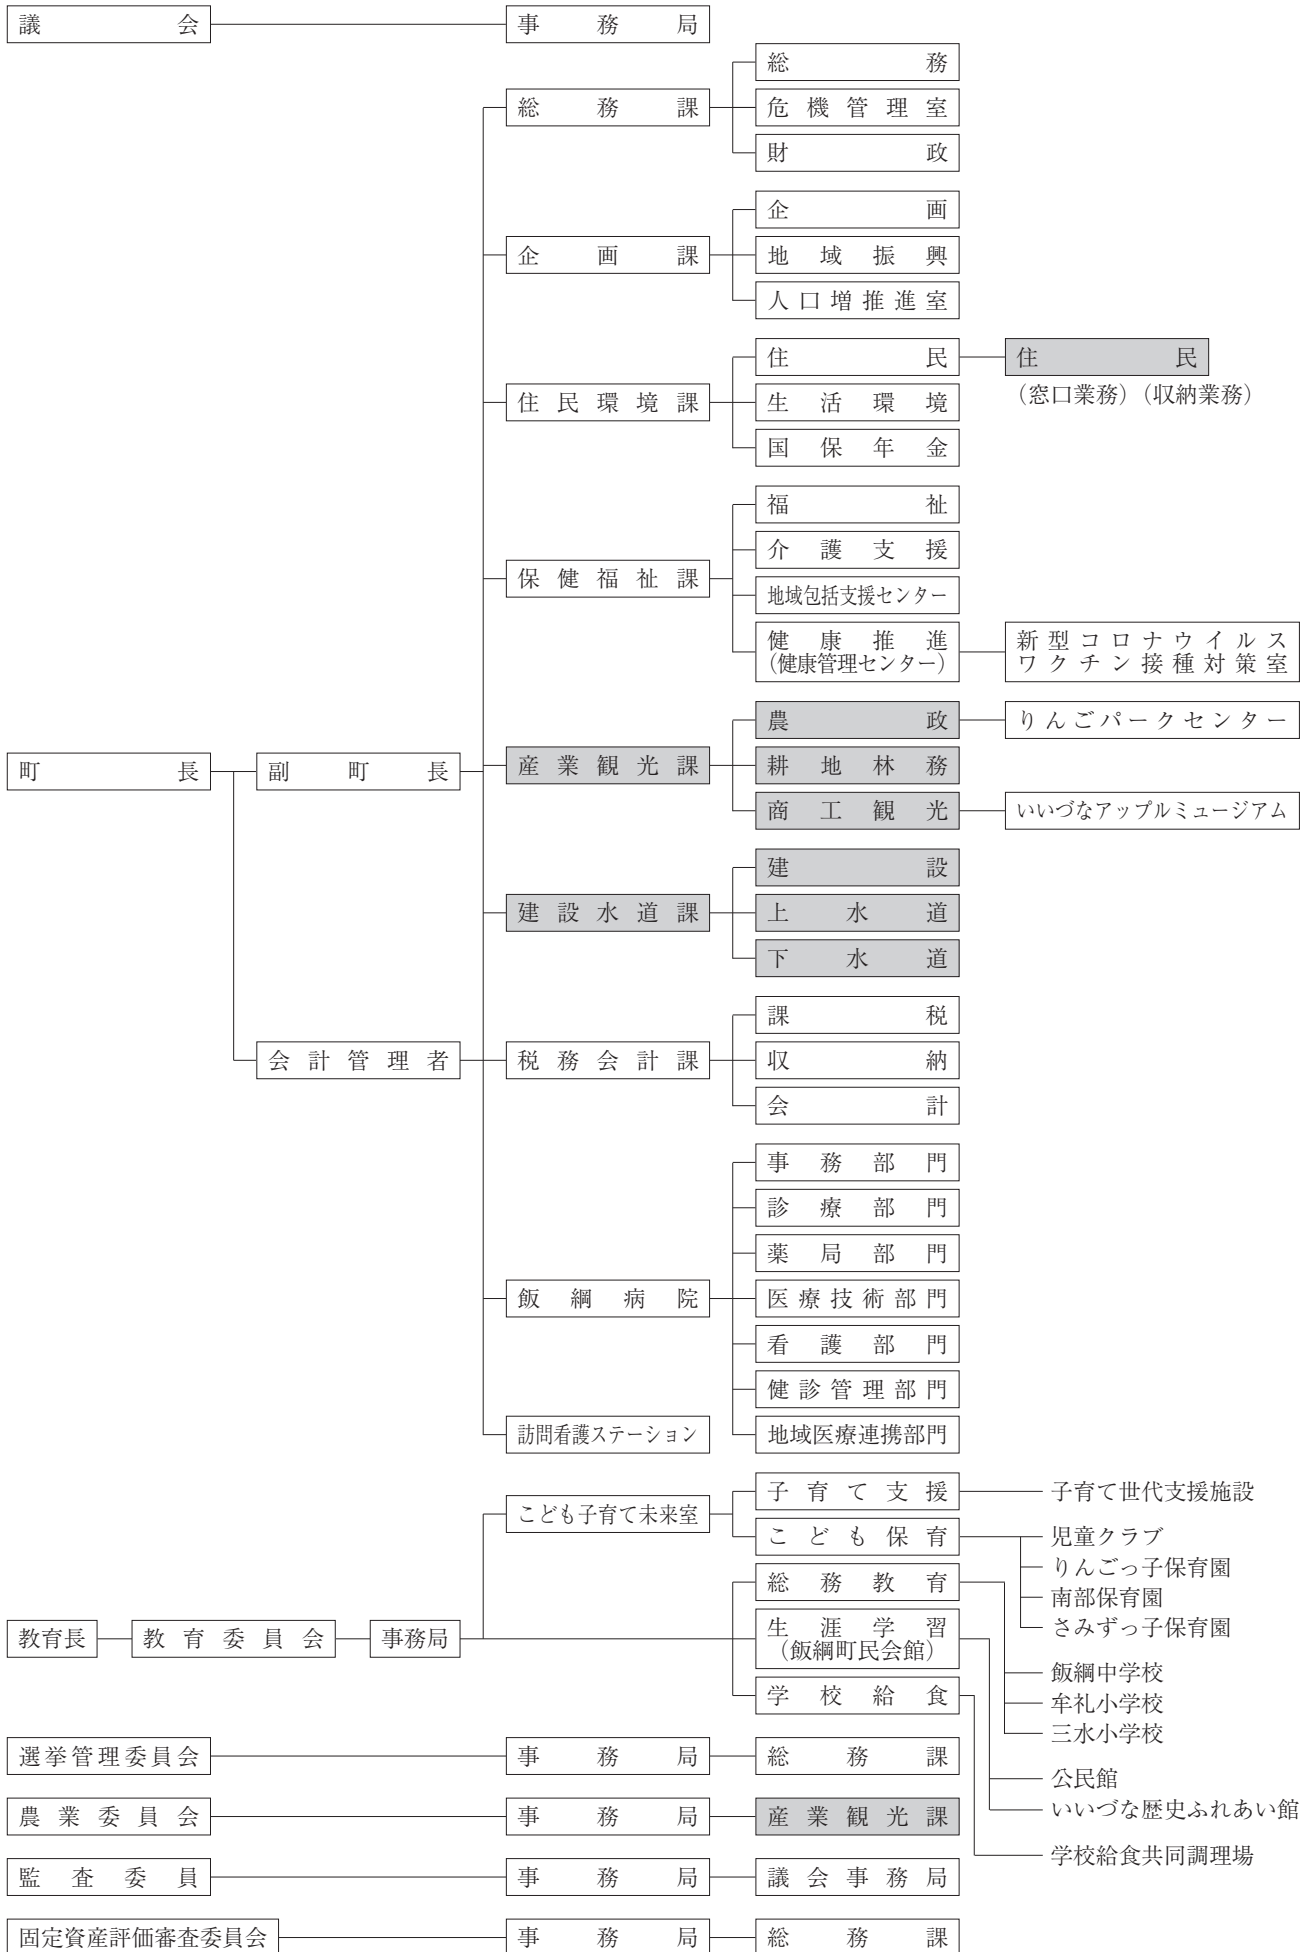 議会
事務局
総務課
総務
危機管理室
財政
企画課
企画
地域振興
人口増推進室
住民環境課
住民
住民
（窓口業務）（収納業務）
生活環境
国保年金
保健福祉課
福祉
介護支援
地域包括支援センター
健康推進
（健康管理センター）
新型コロナウイルス
ワクチン接種対策室
町長
副町長
産業観光課
農政
りんごパークセンター
耕地林務
商工観光
いいづなアップルミュージアム
建設水道課
建設
上水道
下水道
会計管理者
税務会計課
課税
収納
会計
飯綱病院
事務部門
診療部門
薬局部門
医療技術部門
看護部門
健診管理部門
地域医療連携部門
訪問看護ステーション
教育長
教育委員会
事務局
こども子育て未来室
子育て支援
子育て世代支援施設
こども保育
児童クラブ
りんごっ子保育園
南部保育園
さみずっ子保育園
総務教育
飯綱中学校
牟礼小学校
三水小学校
生涯学習
（飯綱町民会館）
公民館
いいづな歴史ふれあい館
学校給食
学校給食共同調理場
選挙管理委員会
事務局
総務課
農業委員会
事務局
産業観光課
監査委員
事務局
議会事務局
固定資産評価審査委員会
事務局
総務課